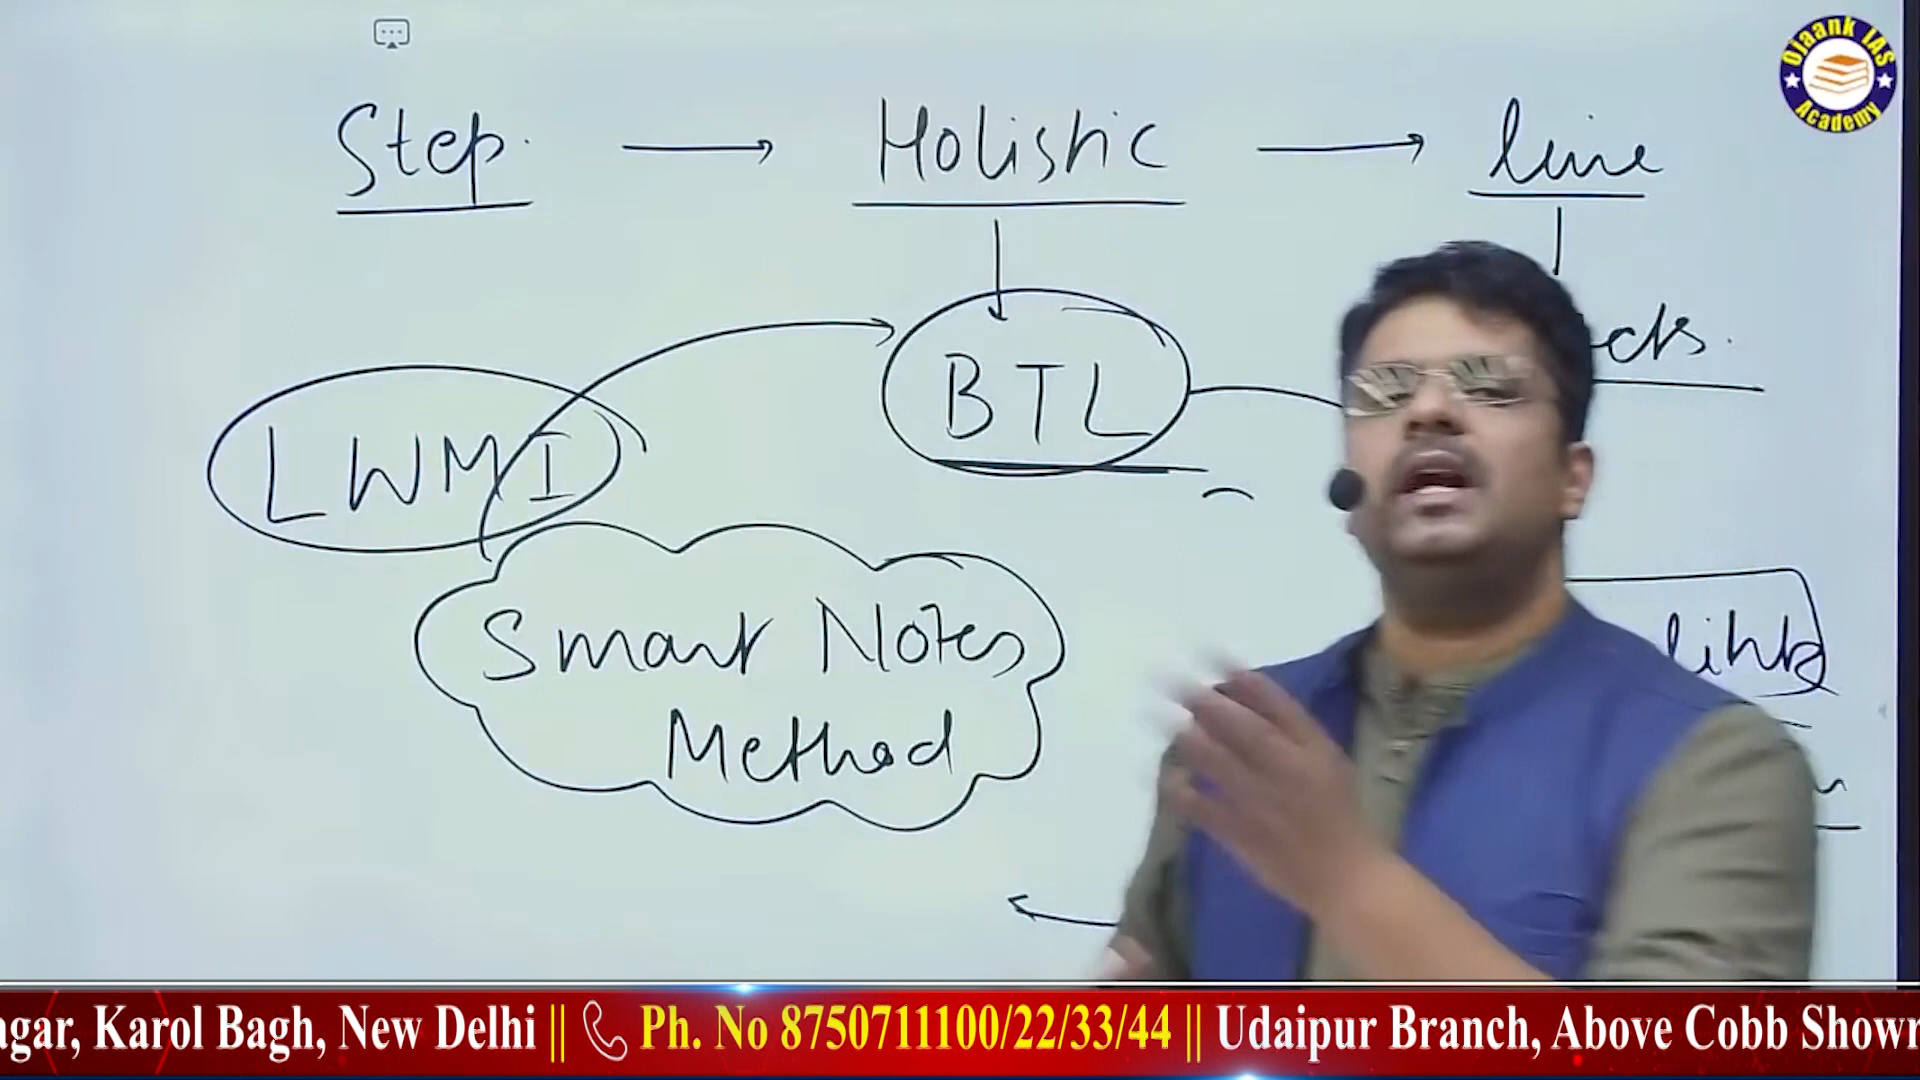 Step. → Holistic → line
BTL
LWMI
Smart Notes
Method
link
Ojaank IAS
Academy
agar, Karol Bagh, New Delhi || Ph. No 8750711100/22/33/44 || Udaipur Branch, Above Cobb Showr